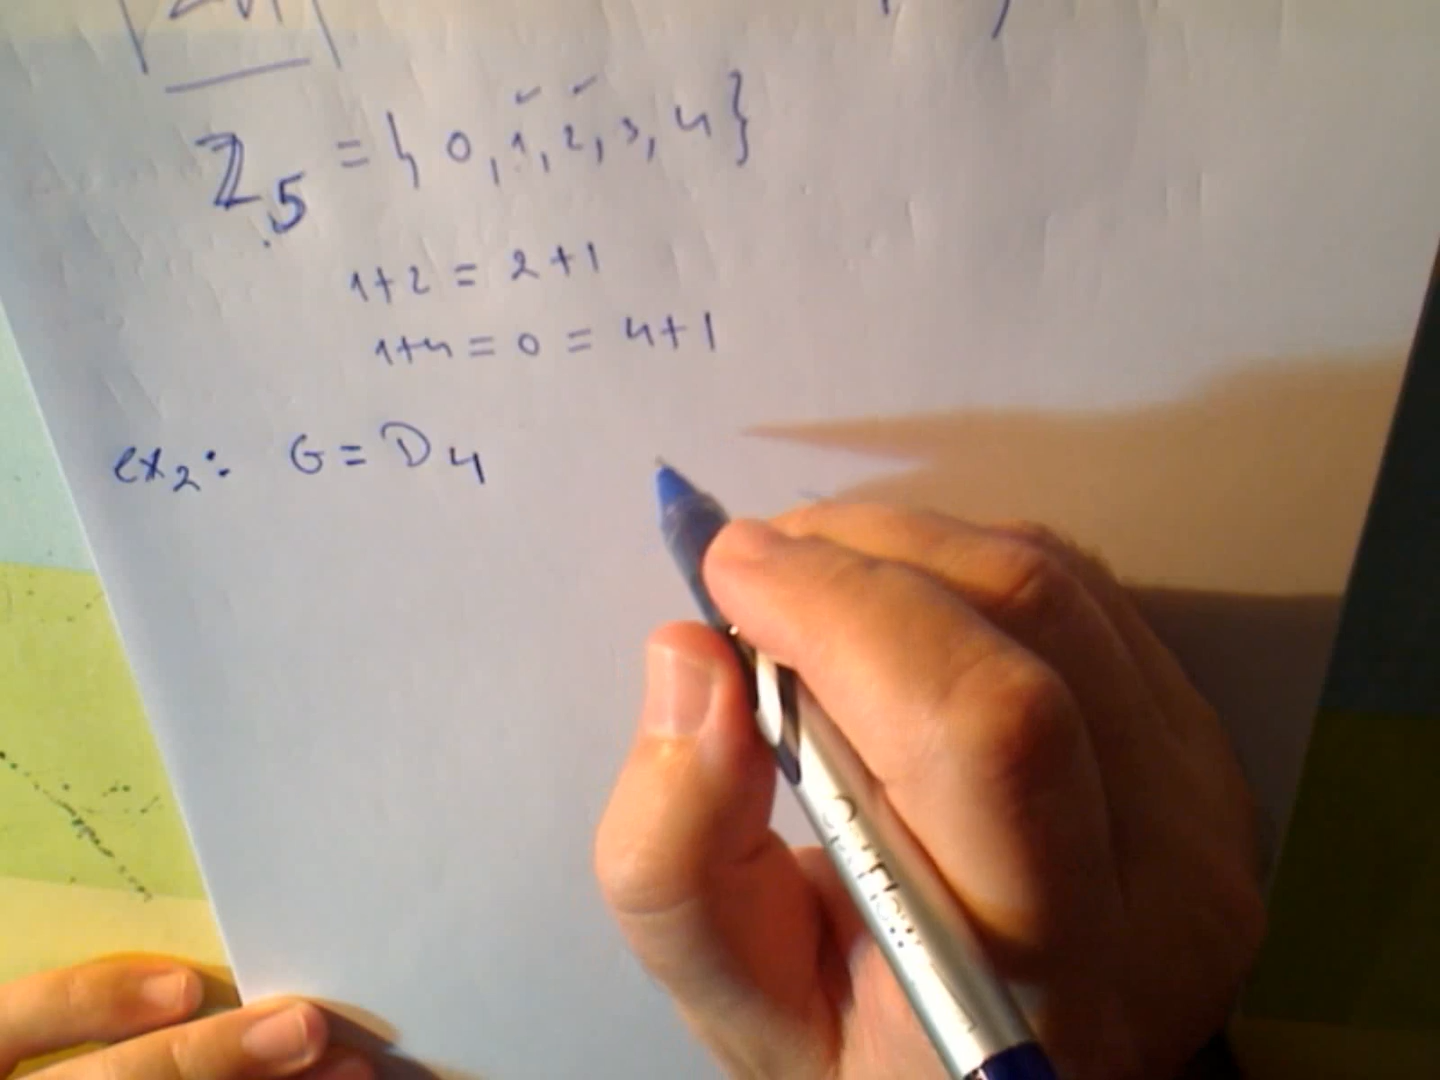 ℤ₅ = { 0, 1, 2, 3, 4 }
1+2 = 2+1
1+4 = 0 = 4+1
ex₂: G = D₄